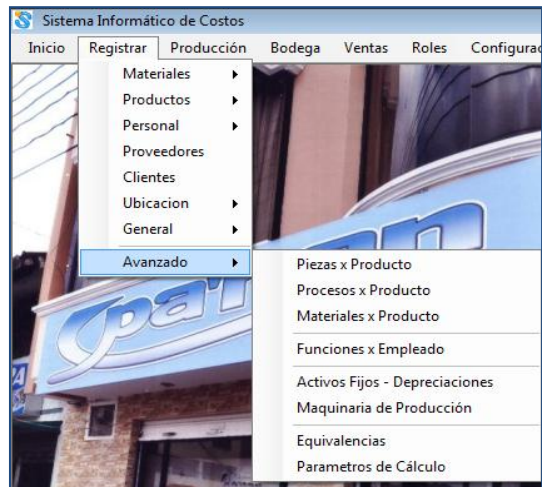 Sistema Informático de Costos
Inicio Registrar Producción Bodega Ventas Roles
Materiales
Productos
Personal
Proveedores
Clientes
Ubicacion
General
Avanzado
Piezas x Producto
Procesos x Producto
Materiales x Producto
Funciones x Empleado
Activos Fijos - Depreciaciones
Maquinaria de Producción
Equivalencias
Parametros de Cálculo